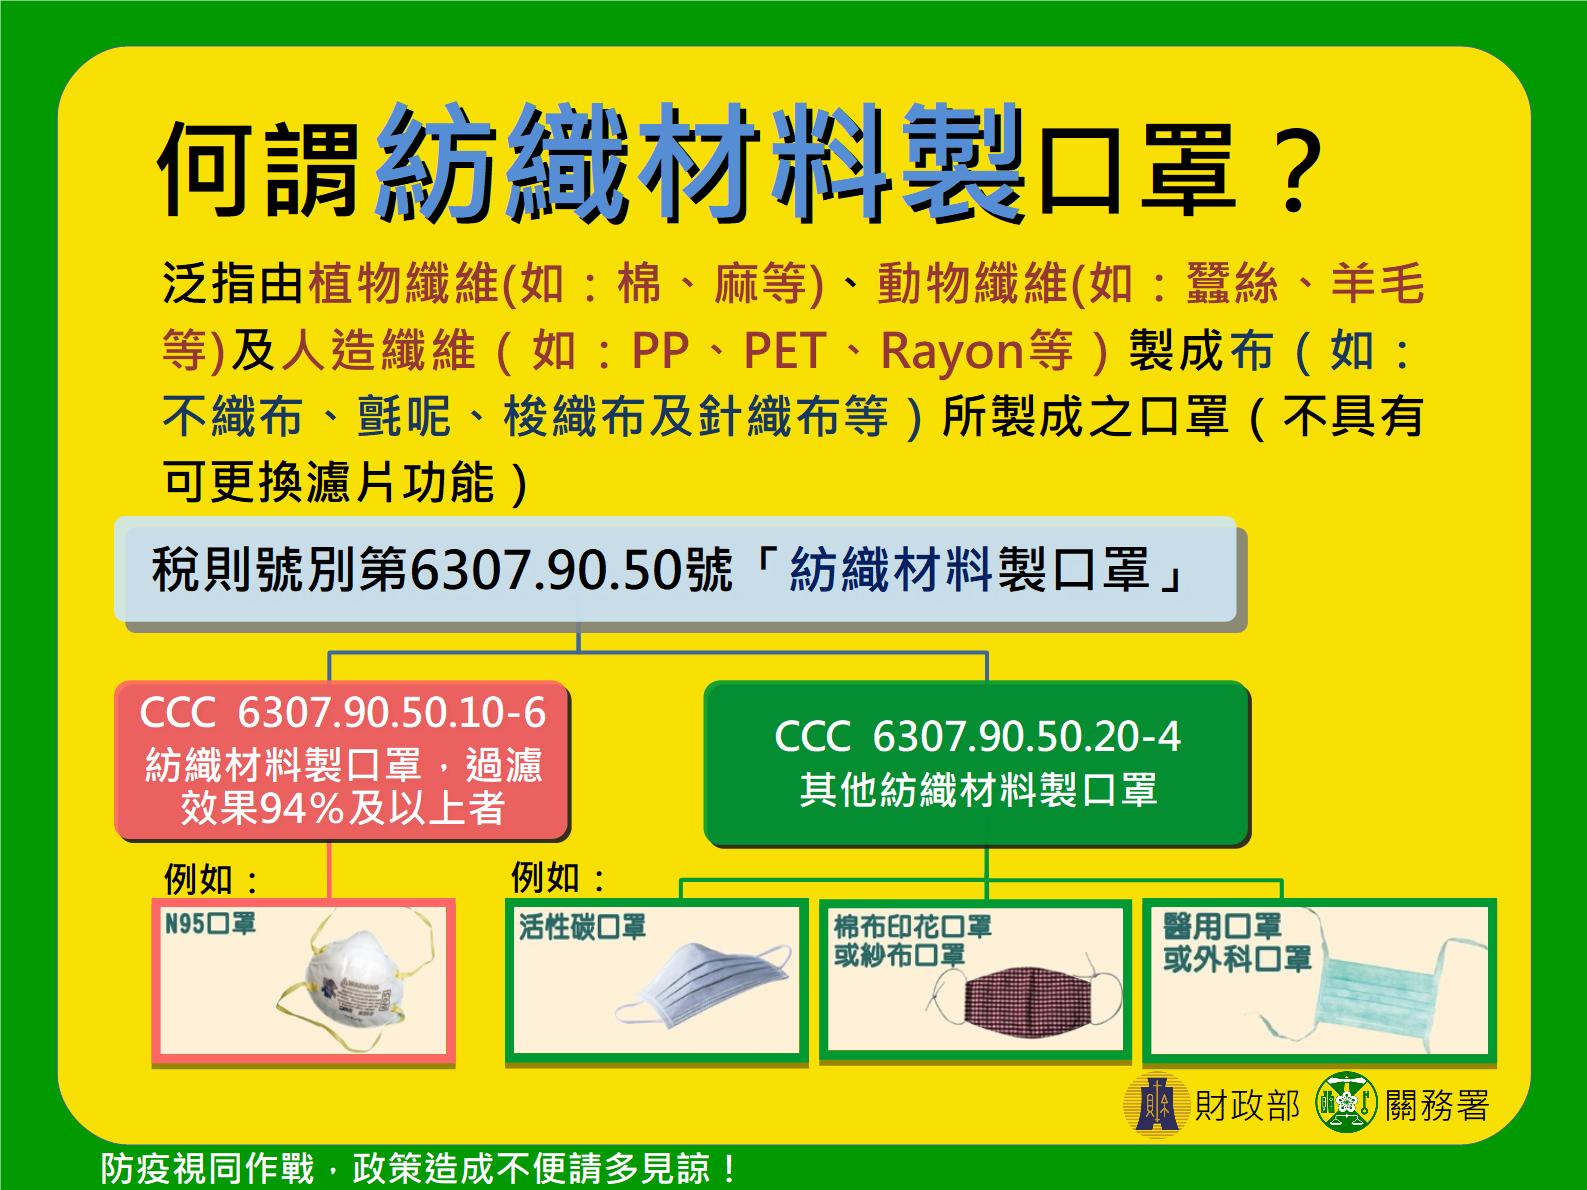 何謂紡織材料製口罩？
泛指由植物纖維(如：棉、麻等)、動物纖維(如：蠶絲、羊毛
等)及人造纖維（如：PP、PET、Rayon等）製成布（如：
不織布、氈呢、梭織布及針織布等）所製成之口罩（不具有
可更換濾片功能）
稅則號別第6307.90.50號「紡織材料製口罩」
CCC 6307.90.50.10-6
紡織材料製口罩，過濾
效果94%及以上者
CCC 6307.90.50.20-4
其他紡織材料製口罩
例如：
例如：
N95口罩
活性碳口罩
棉布印花口罩
或紗布口罩
醫用口罩
或外科口罩
財政部 關務署
防疫視同作戰，政策造成不便請多見諒！